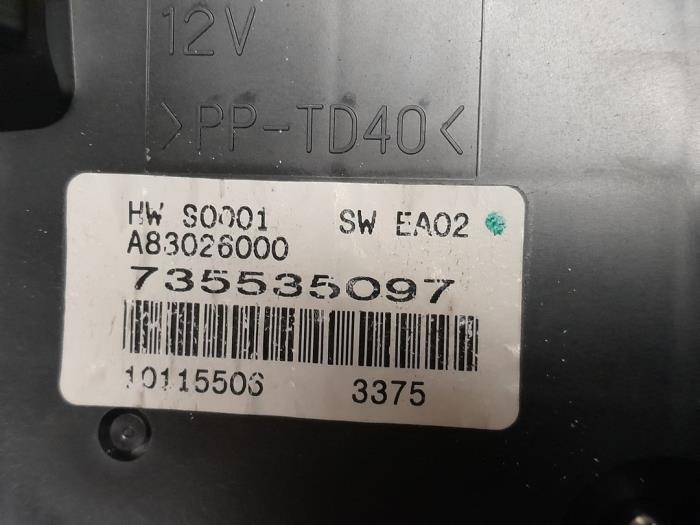 12V
>PP-TD40<
HW S0001 SW EA02
A83026000
735535097
10115506 3375